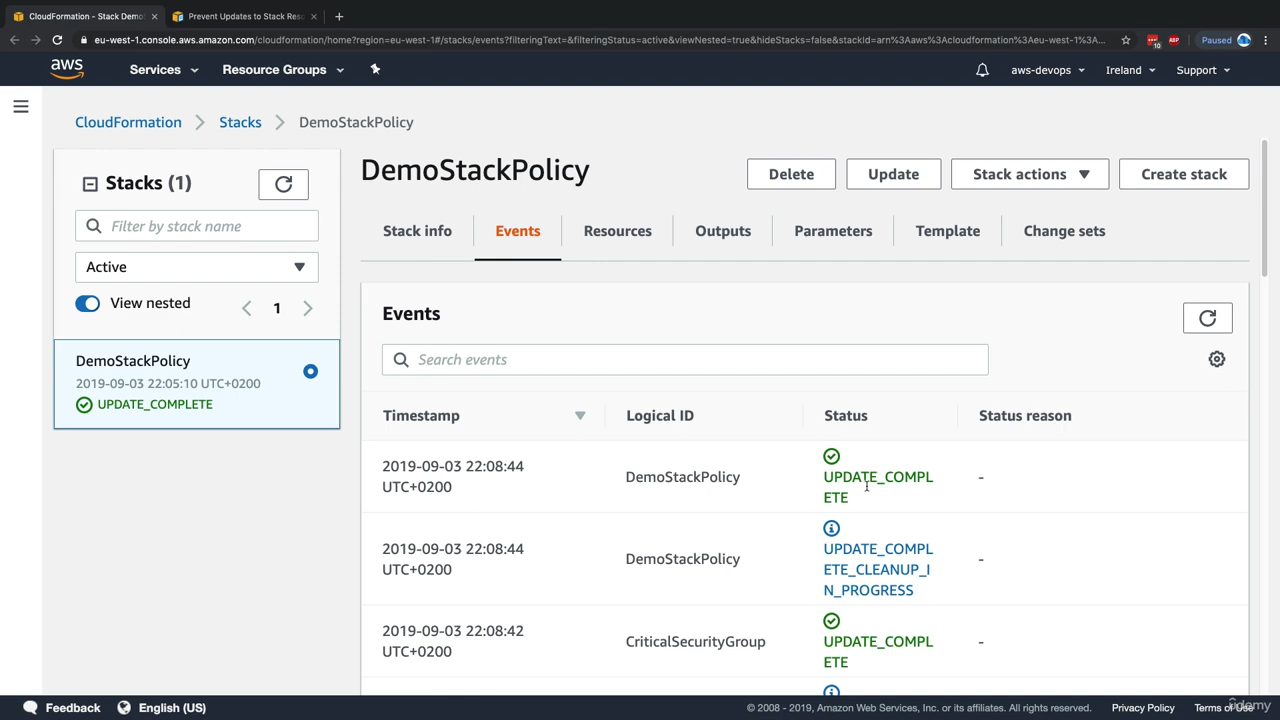 CloudFormation - Stack Demo
Prevent Updates to Stack Reso
eu-west-1.console.aws.amazon.com/cloudformation/home?region=eu-west-1#/stacks/events?filteringText=&filteringStatus=active&viewNested=true&hideStacks=false&stackId=arn%3Aaws%3Acloudformation%3Aeu-west-1%3A...
10
ABP
Paused
aws
Services
Resource Groups
aws-devops
Ireland
Support
CloudFormation
Stacks
DemoStackPolicy
Stacks (1)
Filter by stack name
Active
View nested
1
DemoStackPolicy
2019-09-03 22:05:10 UTC+0200
UPDATE_COMPLETE
DemoStackPolicy
Delete
Update
Stack actions
Create stack
Stack info
Events
Resources
Outputs
Parameters
Template
Change sets
Events
Search events
Timestamp
Logical ID
Status
Status reason
2019-09-03 22:08:44
UTC+0200
DemoStackPolicy
UPDATE_COMPL
ETE
-
2019-09-03 22:08:44
UTC+0200
DemoStackPolicy
UPDATE_COMPL
ETE_CLEANUP_I
N_PROGRESS
-
2019-09-03 22:08:42
UTC+0200
CriticalSecurityGroup
UPDATE_COMPL
ETE
-
Feedback
English (US)
© 2008 - 2019, Amazon Web Services, Inc. or its affiliates. All rights reserved.
Privacy Policy
Terms of Use
Udemy